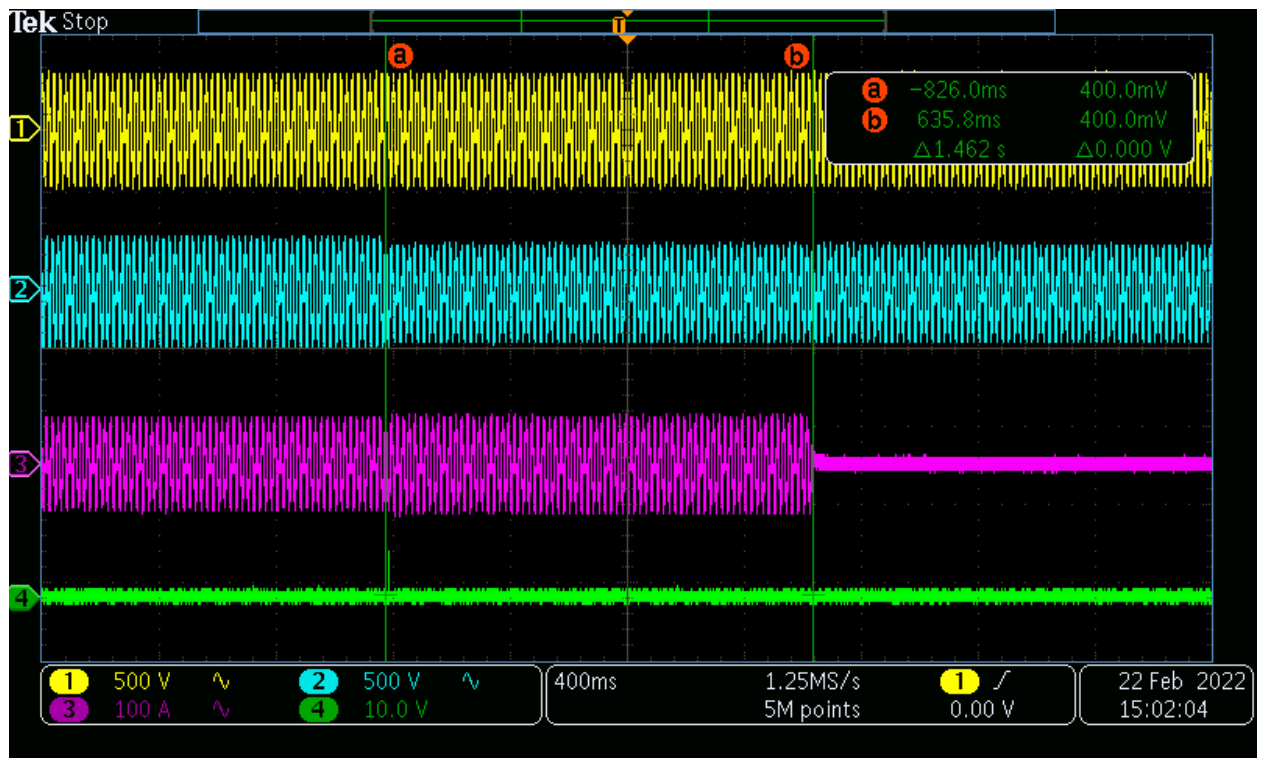 Tek Stop
T
a b
a −826.0ms 400.0mV
b 635.8ms 400.0mV
Δ1.462 s Δ0.000 V
1
2
3
4
1 500 V 2 500 V 400ms 1.25MS/s 1 22 Feb 2022
3 100 A 4 10.0 V 5M points 0.00 V 15:02:04